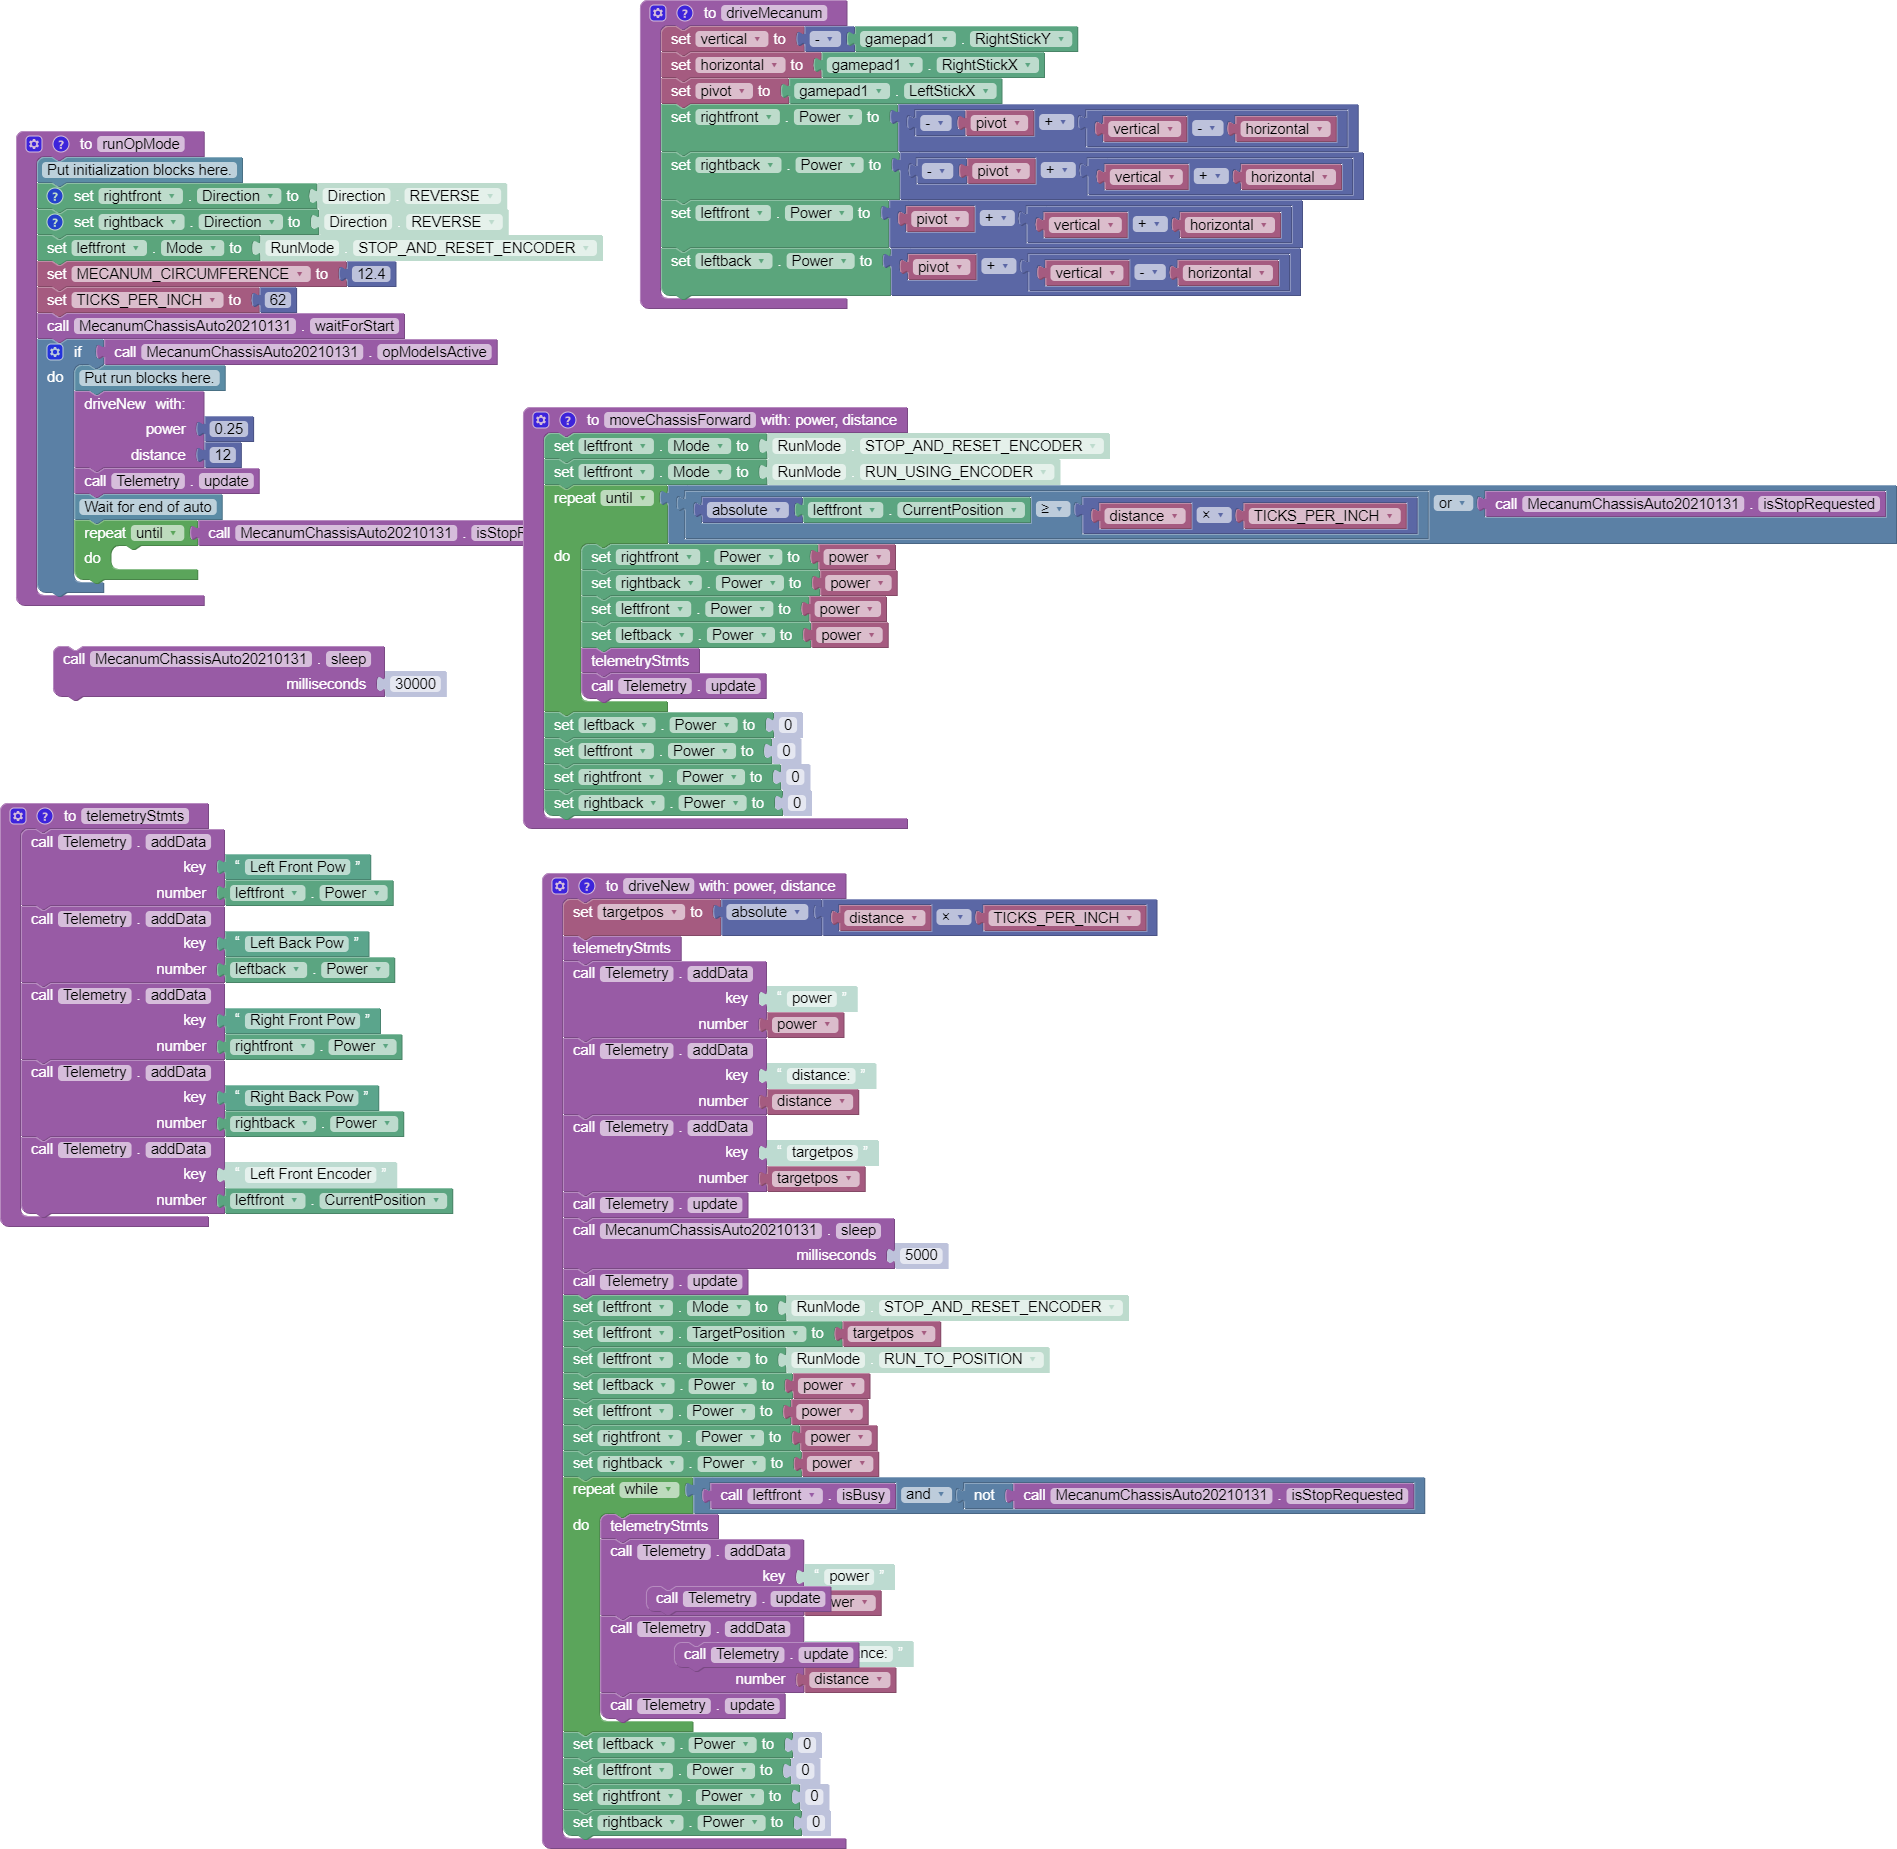 to runOpMode
Put initialization blocks here.
set rightfront . Direction to Direction . REVERSE
set rightback . Direction to Direction . REVERSE
set leftfront . Mode to RunMode . STOP_AND_RESET_ENCODER
set MECANUM_CIRCUMFERENCE to 12.4
set TICKS_PER_INCH to 62
call MecanumChassisAuto20210131 . waitForStart
if call MecanumChassisAuto20210131 . opModeIsActive
do Put run blocks here.
driveNew with:
power 0.25
distance 12
call Telemetry . update
Wait for end of auto
repeat until call MecanumChassisAuto20210131 .
do
call MecanumChassisAuto20210131 . sleep
milliseconds 30000
to telemetryStmts
call Telemetry . addData
key “ Left Front Pow ”
number leftfront . Power
call Telemetry . addData
key “ Left Back Pow ”
number leftback . Power
call Telemetry . addData
key “ Right Front Pow ”
number rightfront . Power
call Telemetry . addData
key “ Right Back Pow ”
number rightback . Power
call Telemetry . addData
key “ Left Front Encoder ”
number leftfront . CurrentPosition
to driveMecanum
set vertical to - gamepad1 . RightStickY
set horizontal to gamepad1 . RightStickX
set pivot to gamepad1 . LeftStickX
set rightfront . Power to - pivot + vertical - horizontal
set rightback . Power to - pivot + vertical + horizontal
set leftfront . Power to pivot + vertical + horizontal
set leftback . Power to pivot + vertical - horizontal
to moveChassisForward with: power, distance
set leftfront . Mode to RunMode . STOP_AND_RESET_ENCODER
set leftfront . Mode to RunMode . RUN_USING_ENCODER
repeat until absolute leftfront . CurrentPosition ≥ distance × TICKS_PER_INCH or call MecanumChassisAuto20210131 . isStopRequested
do set rightfront . Power to power
set rightback . Power to power
set leftfront . Power to power
set leftback . Power to power
telemetryStmts
call Telemetry . update
set leftback . Power to 0
set leftfront . Power to 0
set rightfront . Power to 0
set rightback . Power to 0
to driveNew with: power, distance
set targetpos to absolute distance × TICKS_PER_INCH
telemetryStmts
call Telemetry . addData
key “ power ”
number power
call Telemetry . addData
key “ distance: ”
number distance
call Telemetry . addData
key “ targetpos ”
number targetpos
call Telemetry . update
call MecanumChassisAuto20210131 . sleep
milliseconds 5000
call Telemetry . update
set leftfront . Mode to RunMode . STOP_AND_RESET_ENCODER
set leftfront . TargetPosition to targetpos
set leftfront . Mode to RunMode . RUN_TO_POSITION
set leftback . Power to power
set leftfront . Power to power
set rightfront . Power to power
set rightback . Power to power
repeat while call leftfront . isBusy and not call MecanumChassisAuto20210131 . isStopRequested
do telemetryStmts
call Telemetry . addData
key “ power ”
call Telemetry . update
call Telemetry . addData
call Telemetry . update
number distance
call Telemetry . update
set leftback . Power to 0
set leftfront . Power to 0
set rightfront . Power to 0
set rightback . Power to 0